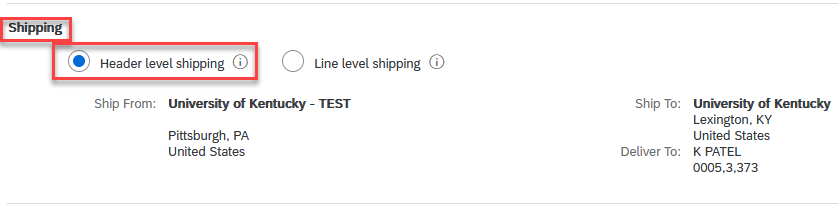 Shipping
Header level shipping
Line level shipping
Ship From: University of Kentucky - TEST
Pittsburgh, PA
United States
Ship To: University of Kentucky
Lexington, KY
United States
Deliver To: K PATEL
0005,3,373